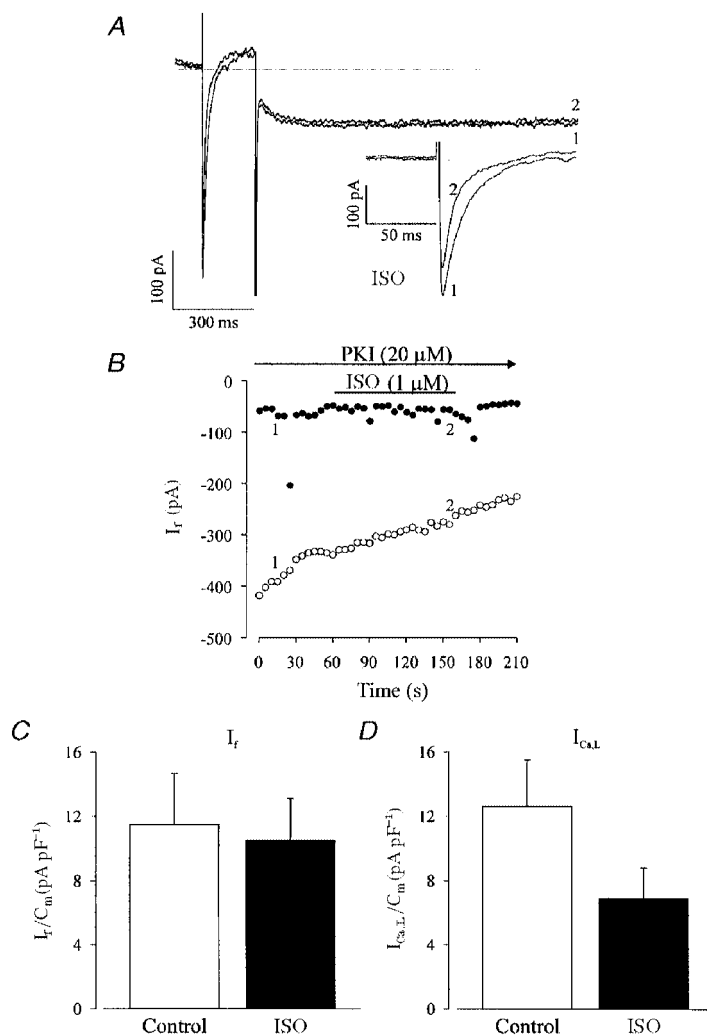 A
2
1
100 pA
2
50 ms
1
ISO
100 pA
300 ms
B
PKI (20 µM)
ISO (1 µM)
0
-100
-200
-300
-400
-500
If (pA)
1
2
1
2
0 30 60 90 120 150 180 210
Time (s)
C
If
16
12
8
4
0
If/Cm (pA pF⁻¹)
Control ISO
D
ICa,L
16
12
8
4
0
ICa,L/Cm (pA pF⁻¹)
Control ISO